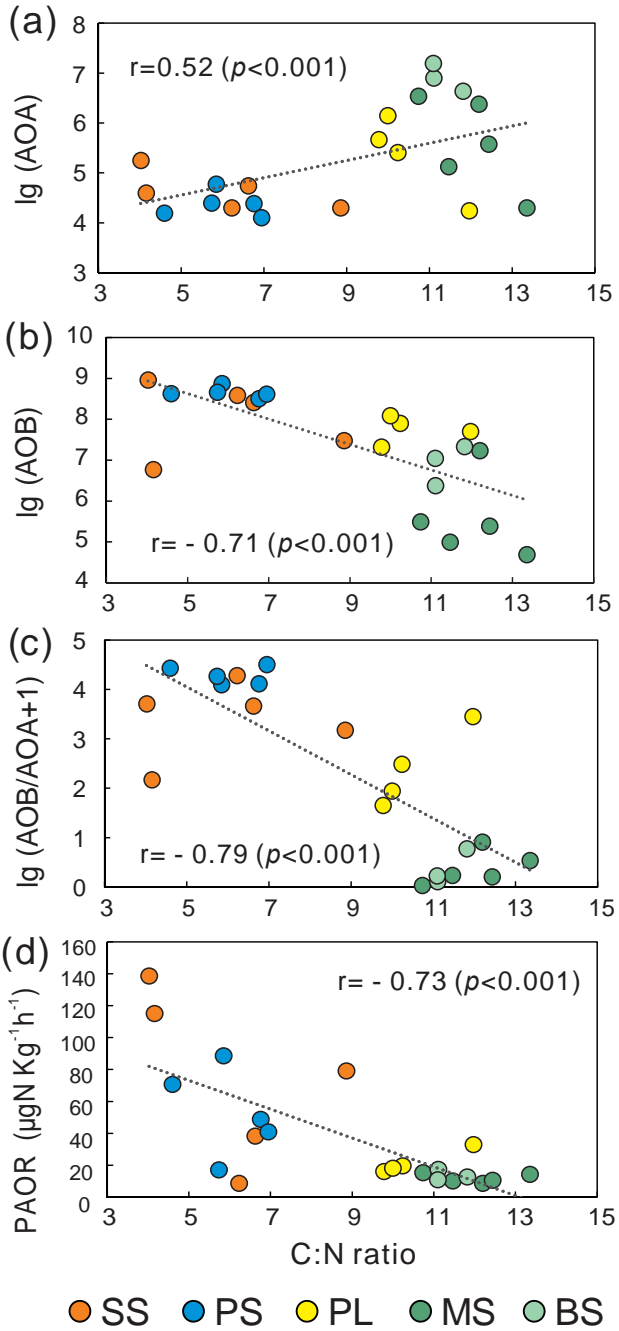 (a)
8
7
6
5
4
3
r=0.52 (p<0.001)
lg (AOA)
3 5 7 9 11 13 15
(b)
10
9
8
7
6
5
4
r= - 0.71 (p<0.001)
lg (AOB)
3 5 7 9 11 13 15
(c)
5
4
3
2
1
0
r= - 0.79 (p<0.001)
lg (AOB/AOA+1)
3 5 7 9 11 13 15
(d)
160
140
120
100
80
60
40
20
0
r= - 0.73 (p<0.001)
PAOR (µgN Kg⁻¹h⁻¹)
3 5 7 9 11 13 15
C:N ratio
SS PS PL MS BS